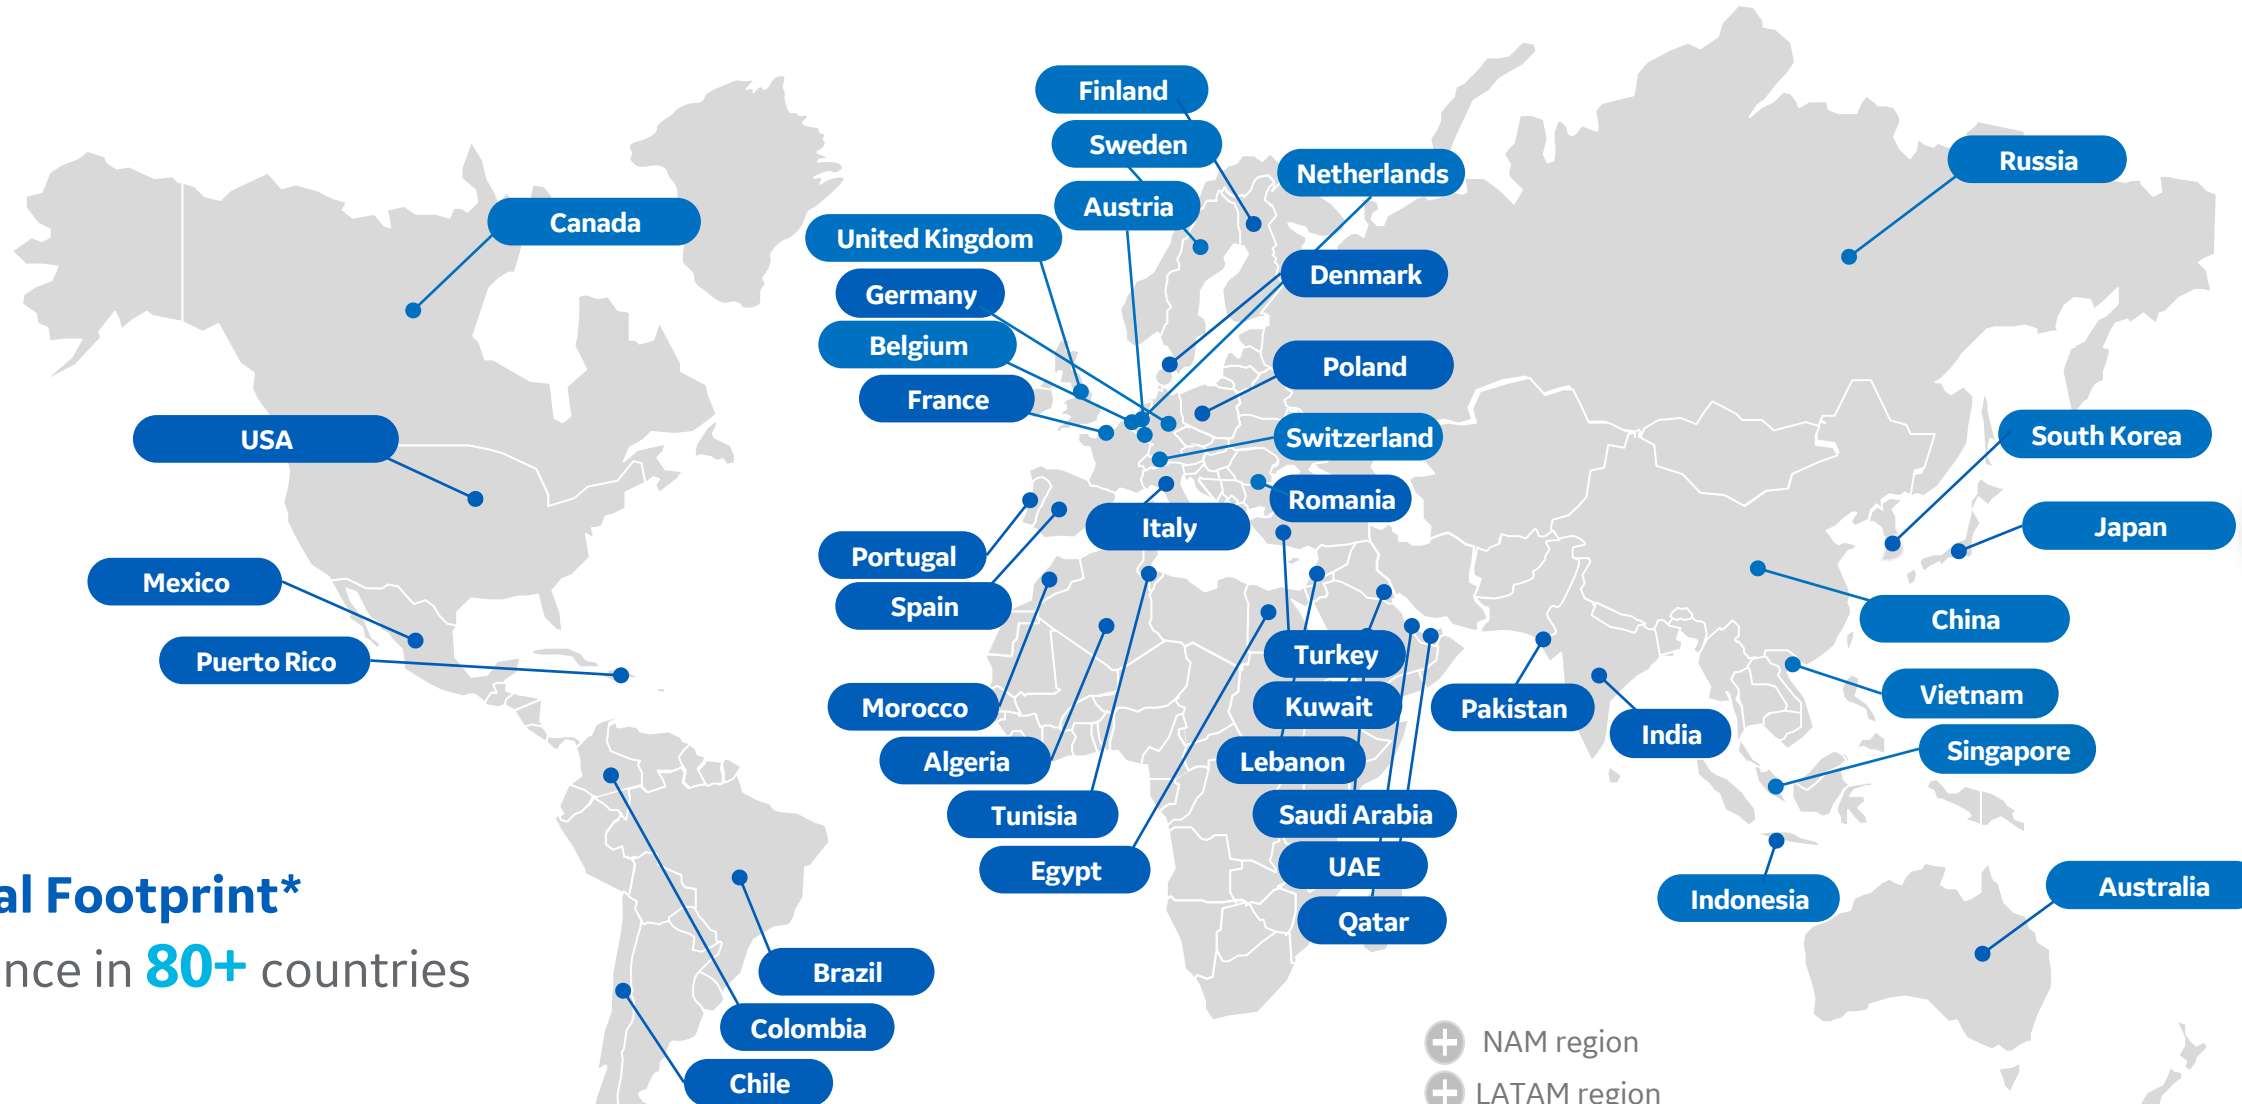 Finland
Sweden
Netherlands
Russia
Canada
Austria
United Kingdom
Denmark
Germany
Belgium
Poland
France
USA
Switzerland
South Korea
Romania
Italy
Japan
Portugal
Mexico
Spain
China
Puerto Rico
Turkey
Morocco
Kuwait
Pakistan
Vietnam
India
Algeria
Lebanon
Singapore
Tunisia
Saudi Arabia
Egypt
UAE
Indonesia
Australia
al Footprint*
Qatar
nce in 80+ countries
Brazil
Colombia
NAM region
Chile
LATAM region